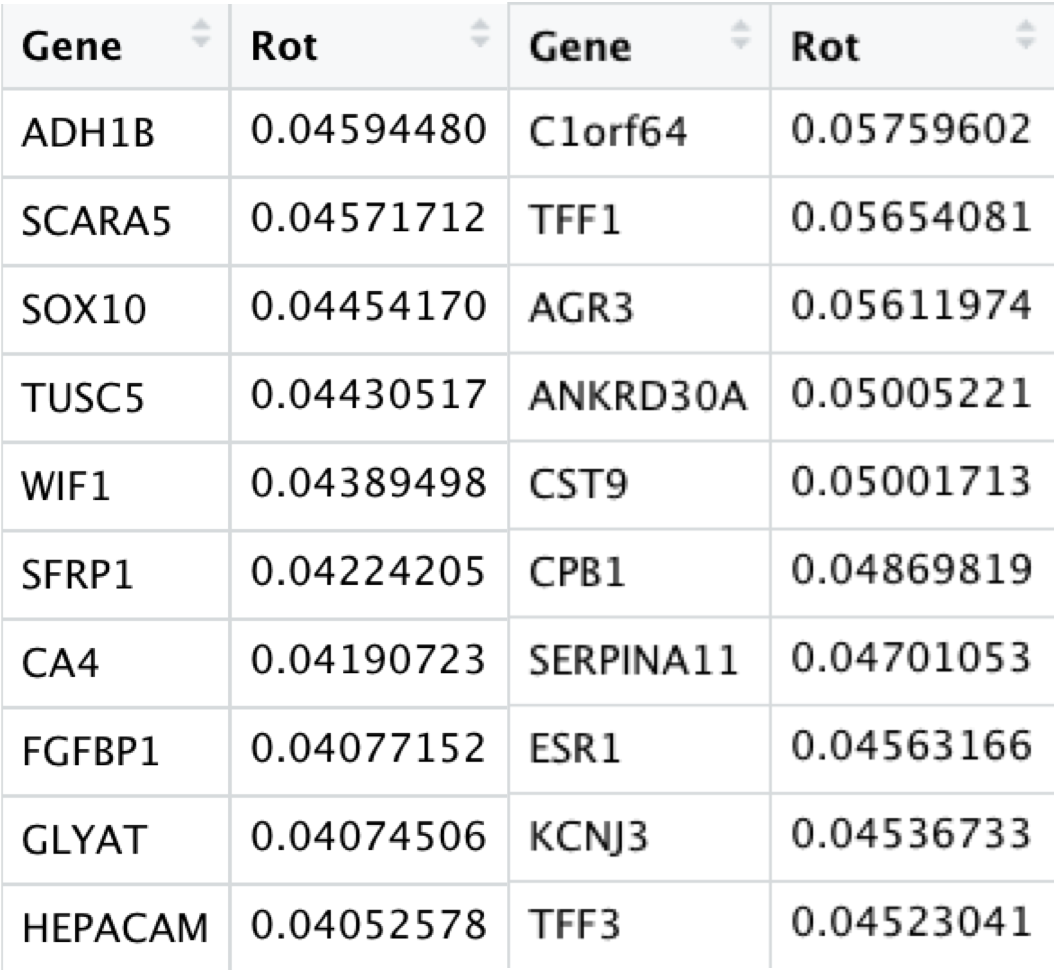 Gene Rot Gene Rot
ADH1B 0.04594480 C1orf64 0.05759602
SCARA5 0.04571712 TFF1 0.05654081
SOX10 0.04454170 AGR3 0.05611974
TUSC5 0.04430517 ANKRD30A 0.05005221
WIF1 0.04389498 CST9 0.05001713
SFRP1 0.04224205 CPB1 0.04869819
CA4 0.04190723 SERPINA11 0.04701053
FGFBP1 0.04077152 ESR1 0.04563166
GLYAT 0.04074506 KCNJ3 0.04536733
HEPACAM 0.04052578 TFF3 0.04523041